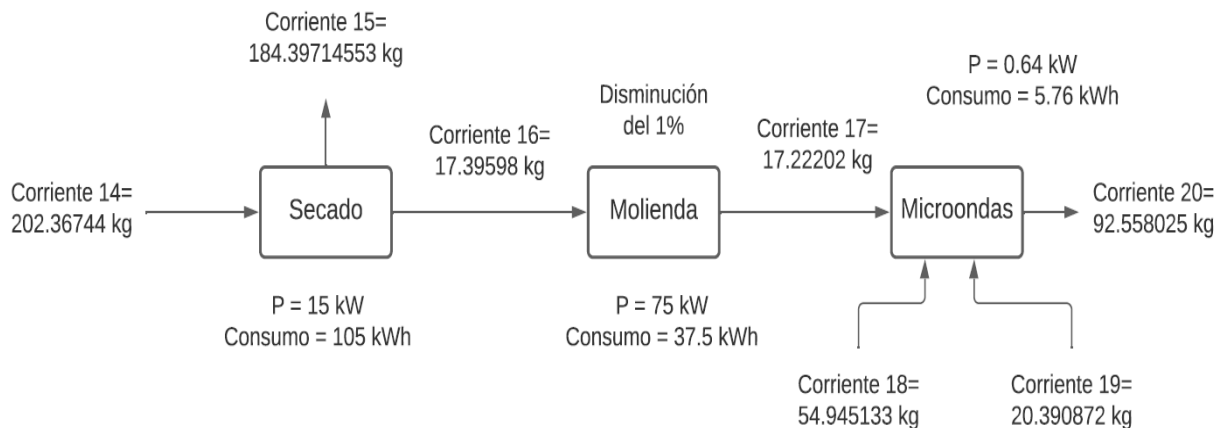 Corriente 15=
184.39714553 kg
P = 0.64 kW
Consumo = 5.76 kWh
Disminución
del 1%
Corriente 16=
17.39598 kg
Corriente 17=
17.22202 kg
Corriente 14=
202.36744 kg
Secado
Molienda
Microondas
Corriente 20=
92.558025 kg
P = 15 kW
Consumo = 105 kWh
P = 75 kW
Consumo = 37.5 kWh
Corriente 18=
54.945133 kg
Corriente 19=
20.390872 kg